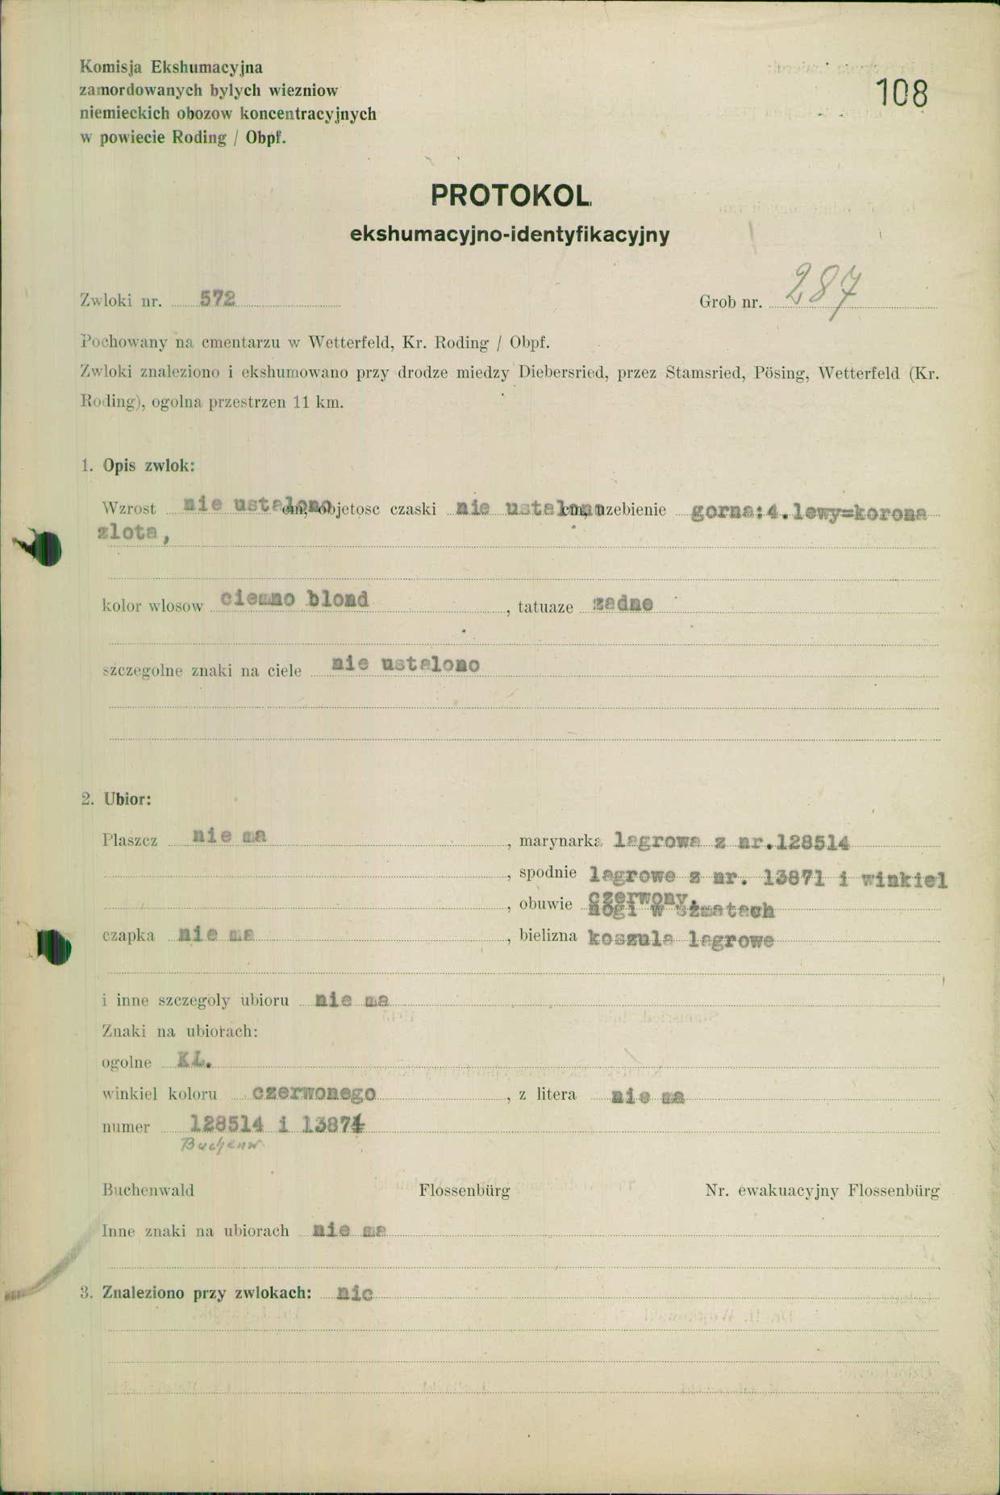 Komisja Ekshumacyjna
zamordowanych bylych wiezniow
niemieckich obozow koncentracyjnych
w powiecie Roding / Obpf.
108
PROTOKOL
ekshumacyjno-identyfikacyjny
Zwloki nr. 572 Grob nr. 287
Pochowany na cmentarzu w Wetterfeld, Kr. Roding / Obpf.
Zwloki znaleziono i ekshumowano przy drodze miedzy Diebersried, przez Stamsried, Pösing, Wetterfeld (Kr.
Roding), ogolna przestrzen 11 km.
1. Opis zwlok:
Wzrost nie ustalono cm, objetosc czaski nie ustalono cm, uzebienie gorna:4.lewy=korona
zlota,
kolor wlosow ciemno blond , tatuaze zadne
szczegolne znaki na ciele nie ustalono
2. Ubior:
Plaszcz nie ma , marynarka lagrowa z nr.128514
, spodnie lagrowe z nr. 13871 i winkiel
czerwony.
, obuwie nogi w szmatach
czapka nie ma , bielizna koszula lagrowe
i inne szczegoly ubioru nie ma
Znaki na ubiorach:
ogolne KL.
winkiel koloru czerwonego , z litera nie ma
numer 128514 i 13871
Buchenw
Buchenwald Flossenbürg Nr. ewakuacyjny Flossenbürg
Inne znaki na ubiorach nie ma
3. Znaleziono przy zwlokach: nic